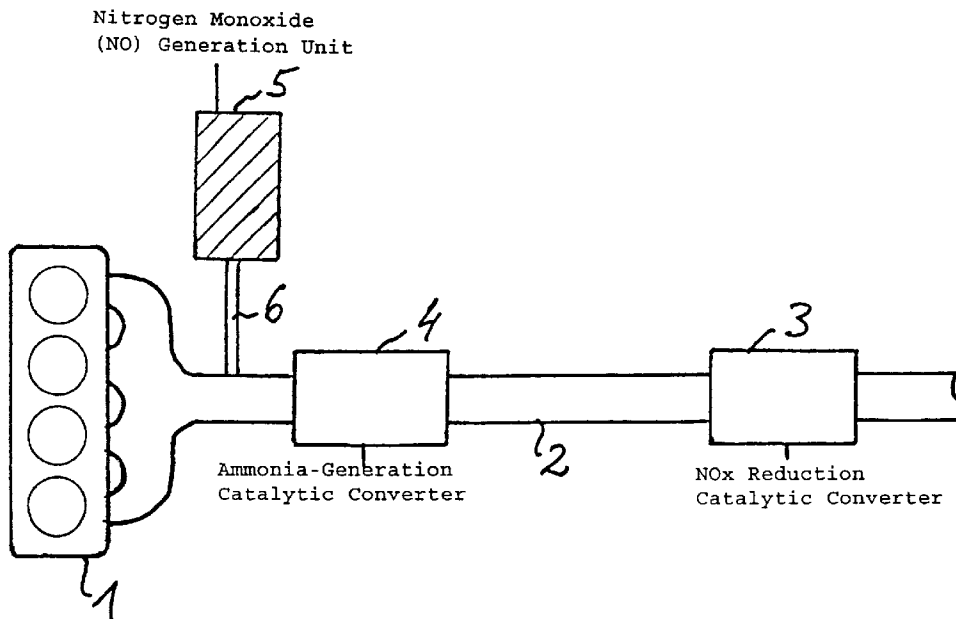 Nitrogen Monoxide
(NO) Generation Unit
5
6
4
3
2
Ammonia-Generation
Catalytic Converter
NOx Reduction
Catalytic Converter
1